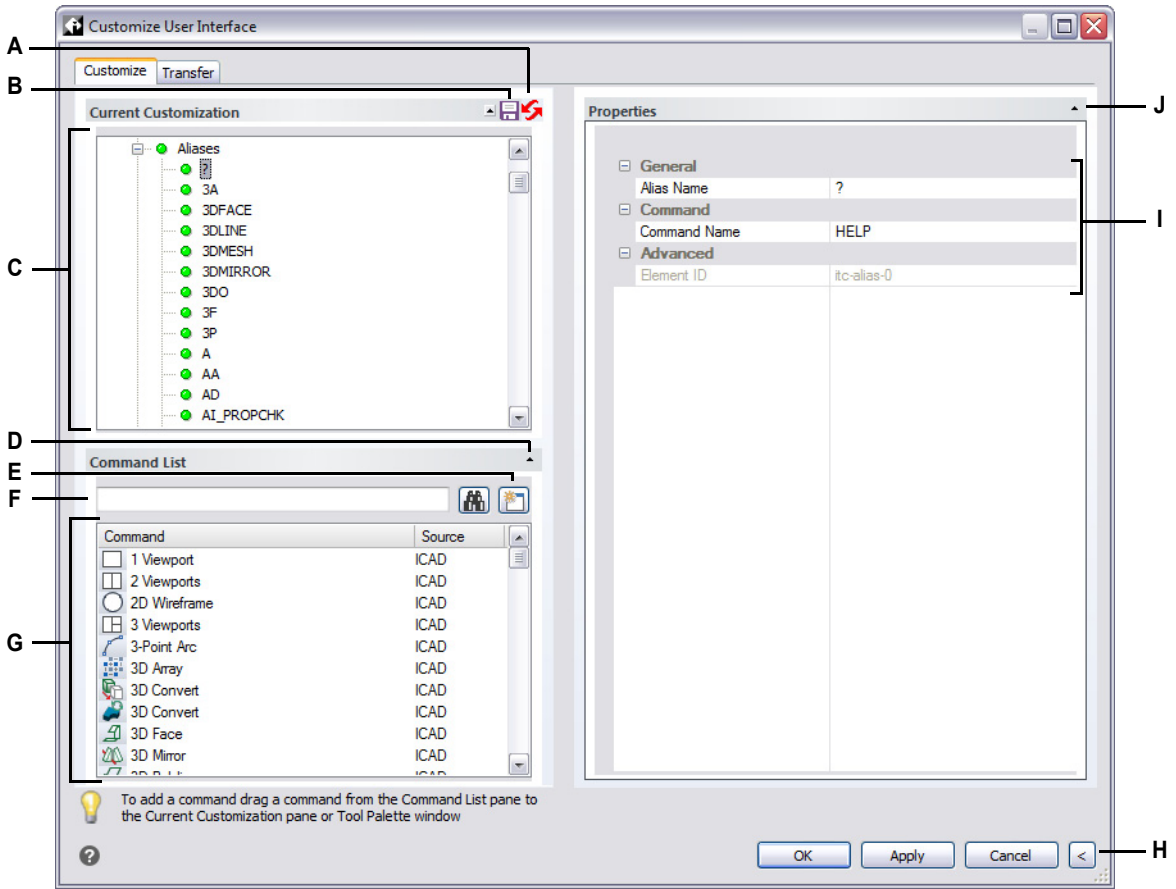 Customize User Interface
A
B
Customize Transfer
Current Customization
Properties
J
C
Aliases
?
3A
3DFACE
3DLINE
3DMESH
3DMIRROR
3DO
3F
3P
A
AA
AD
AI_PROPCHK
General
Alias Name ?
Command
Command Name HELP
Advanced
Element ID itc-alias-0
I
D
Command List
E
F
G
Command Source
1 Viewport ICAD
2 Viewports ICAD
2D Wireframe ICAD
3 Viewports ICAD
3-Point Arc ICAD
3D Array ICAD
3D Convert ICAD
3D Convert ICAD
3D Face ICAD
3D Mirror ICAD
To add a command drag a command from the Command List pane to
the Current Customization pane or Tool Palette window
?
OK Apply Cancel <
H